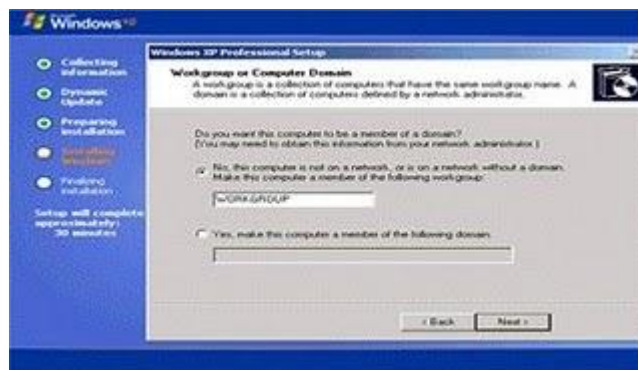 Windows xp
Collecting
information
Dynamic
Update
Preparing
installation
Installing
Windows
Finalizing
installation
Setup will complete
approximately:
30 minutes
Windows XP Professional Setup
Workgroup or Computer Domain
A workgroup is a collection of computers that have the same workgroup name. A
domain is a collection of computers defined by a network administrator.
Do you want this computer to be a member of a domain?
(You may need to obtain this information from your network administrator.)
No, this computer is not on a network, or is on a network without a domain.
Make this computer a member of the following workgroup:
WORKGROUP
Yes, make this computer a member of the following domain:
< Back
Next >